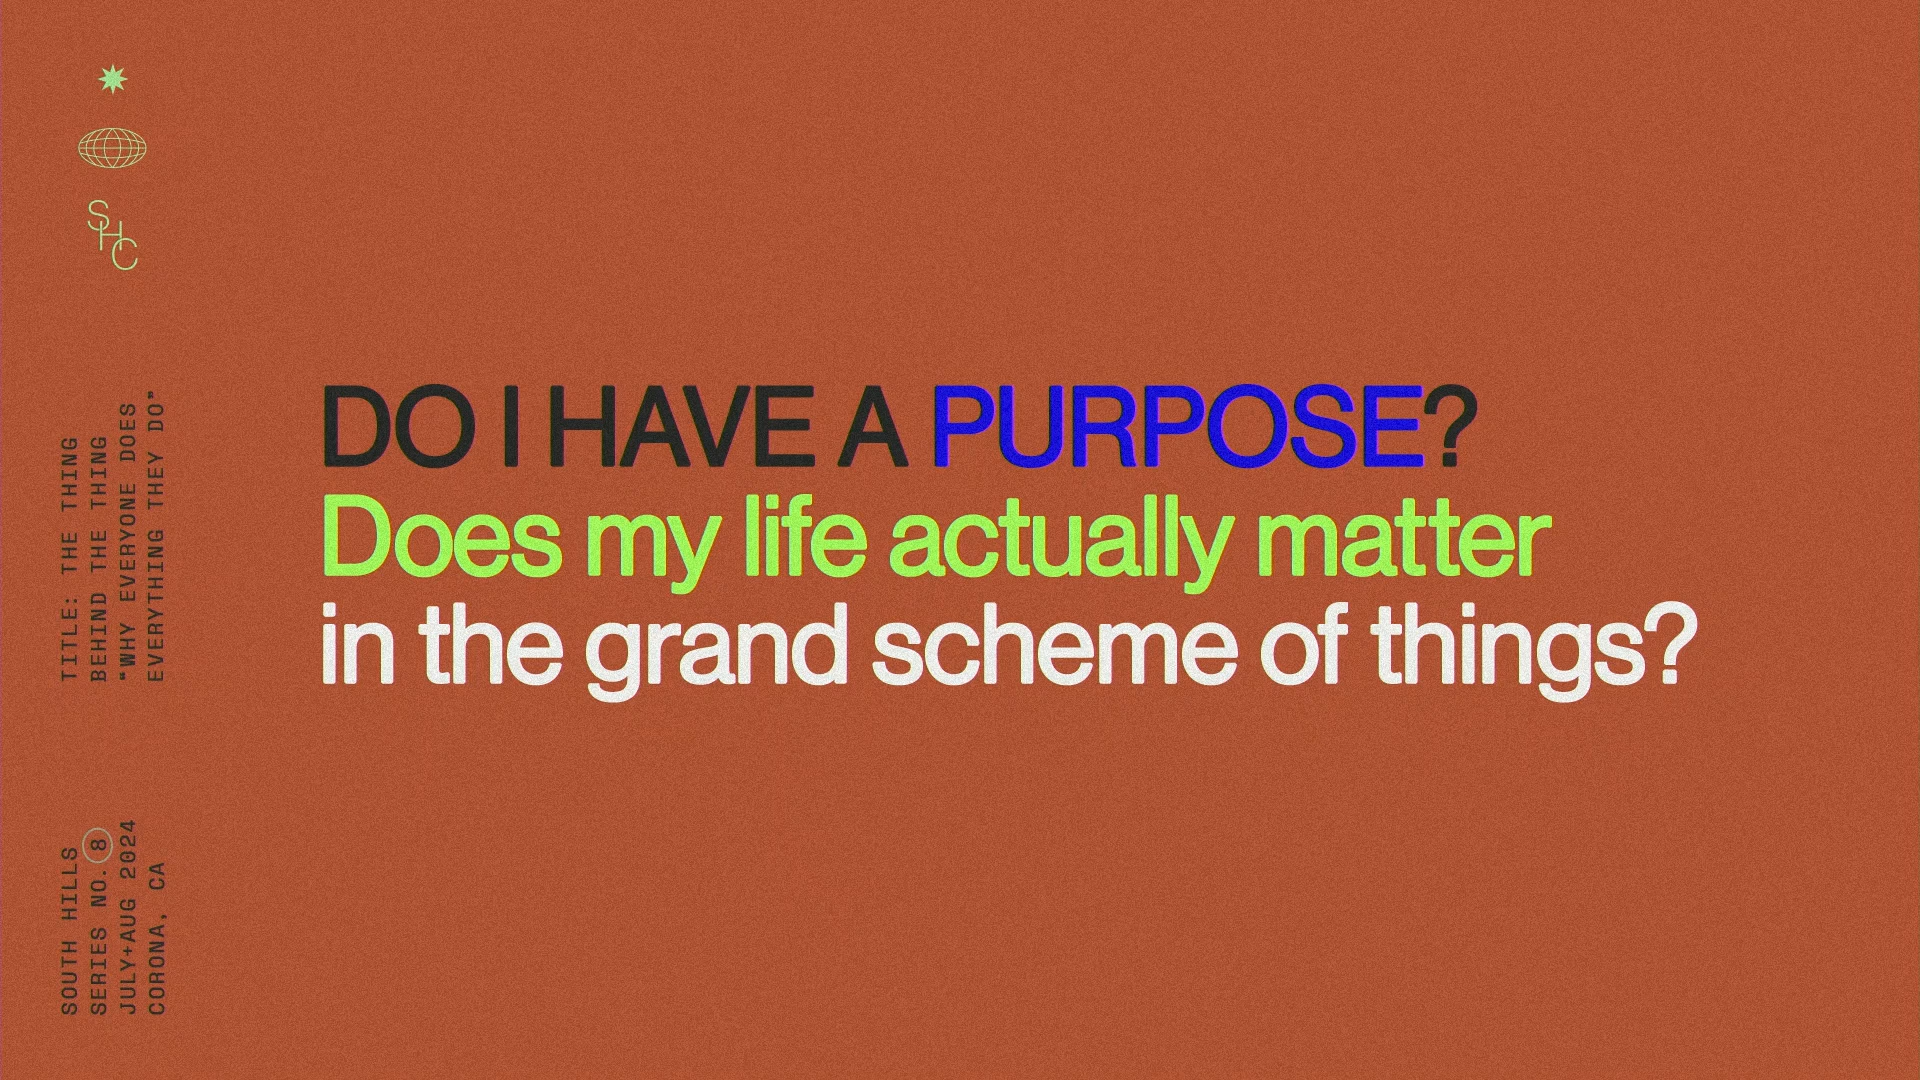 SHC
TITLE: THE THING
BEHIND THE THING
"WHY EVERYONE DOES
EVERYTHING THEY DO"
SOUTH HILLS
SERIES NO. 8
JULY+AUG 2024
CORONA, CA
DO I HAVE A PURPOSE?
Does my life actually matter
in the grand scheme of things?